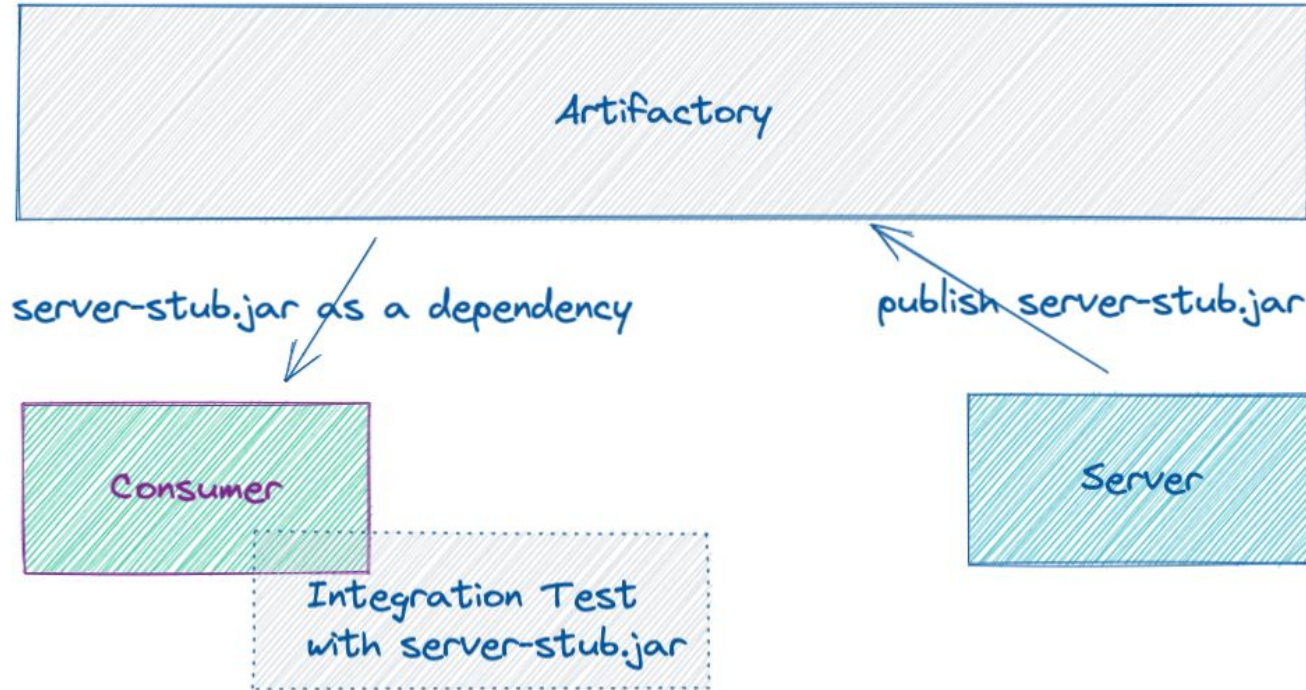 Artifactory
server-stub.jar as a dependency
publish server-stub.jar
Consumer
Server
Integration Test
with server-stub.jar